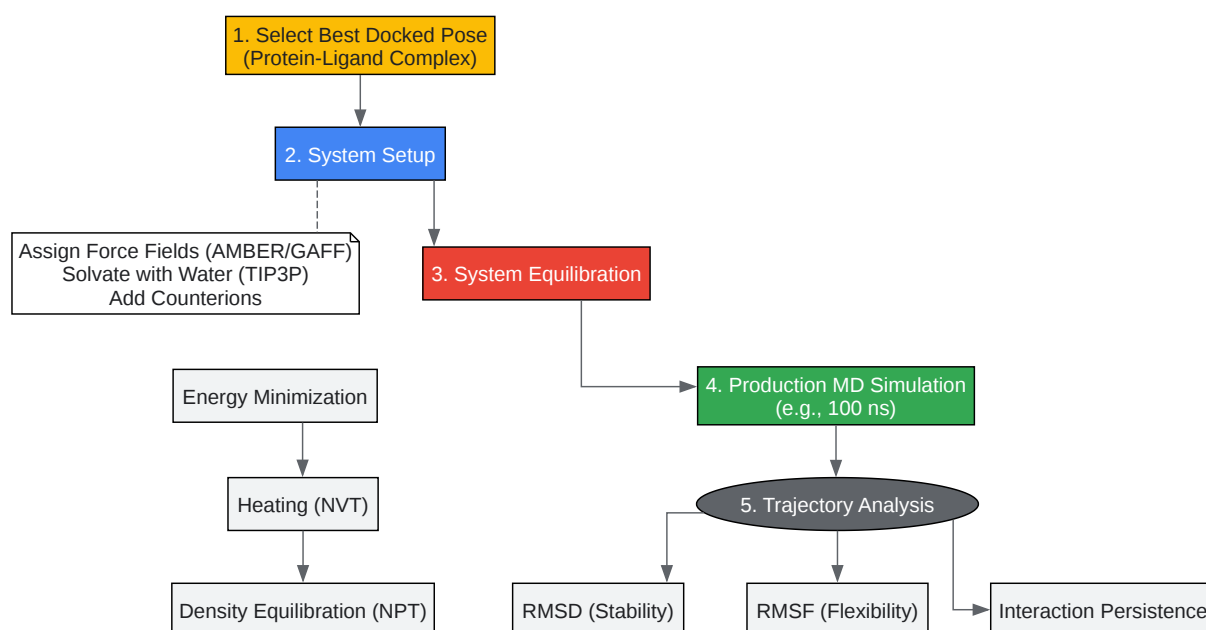 1. Select Best Docked Pose
(Protein-Ligand Complex)
2. System Setup
Assign Force Fields (AMBER/GAFF)
Solvate with Water (TIP3P)
Add Counterions
3. System Equilibration
Energy Minimization
4. Production MD Simulation
(e.g., 100 ns)
Heating (NVT)
5. Trajectory Analysis
Density Equilibration (NPT)
RMSD (Stability)
RMSF (Flexibility)
Interaction Persistence